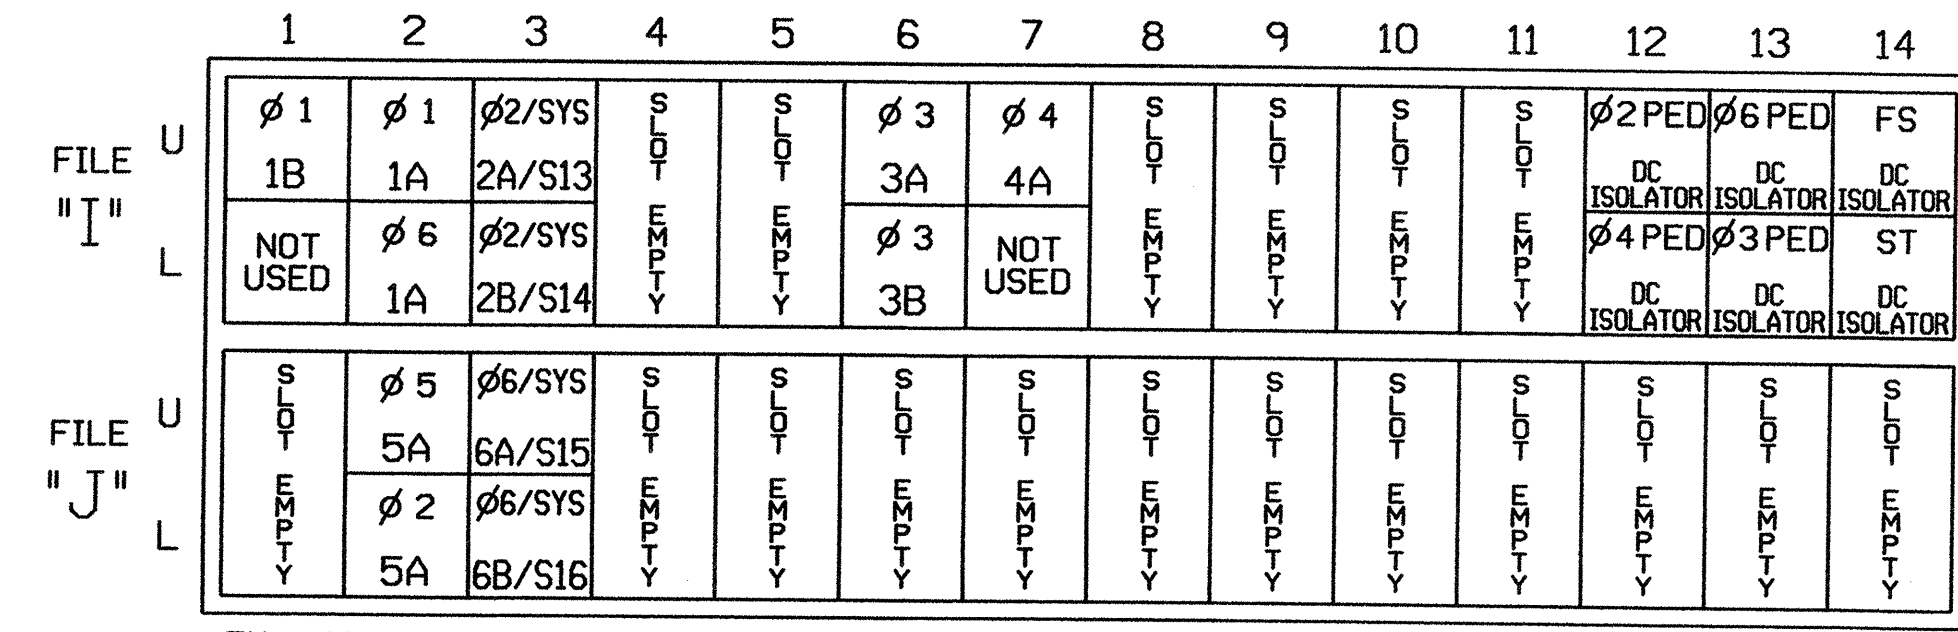 1 2 3 4 5 6 7 8 9 10 11 12 13 14
FILE "I"
U
L
Ø 1
1B
NOT USED
Ø 1
1A
Ø 6
1A
Ø2/SYS
2A/S13
Ø2/SYS
2B/S14
SLOT EMPTY
SLOT EMPTY
Ø 3
3A
Ø 3
3B
Ø 4
4A
NOT USED
SLOT EMPTY
SLOT EMPTY
SLOT EMPTY
SLOT EMPTY
Ø2 PED
DC
ISOLATOR
Ø4 PED
DC
ISOLATOR
Ø6 PED
DC
ISOLATOR
Ø3 PED
DC
ISOLATOR
FS
DC
ISOLATOR
ST
DC
ISOLATOR
FILE "J"
U
L
SLOT EMPTY
Ø 5
5A
Ø 2
5A
Ø6/SYS
6A/S15
Ø6/SYS
6B/S16
SLOT EMPTY
SLOT EMPTY
SLOT EMPTY
SLOT EMPTY
SLOT EMPTY
SLOT EMPTY
SLOT EMPTY
SLOT EMPTY
SLOT EMPTY
SLOT EMPTY
SLOT EMPTY